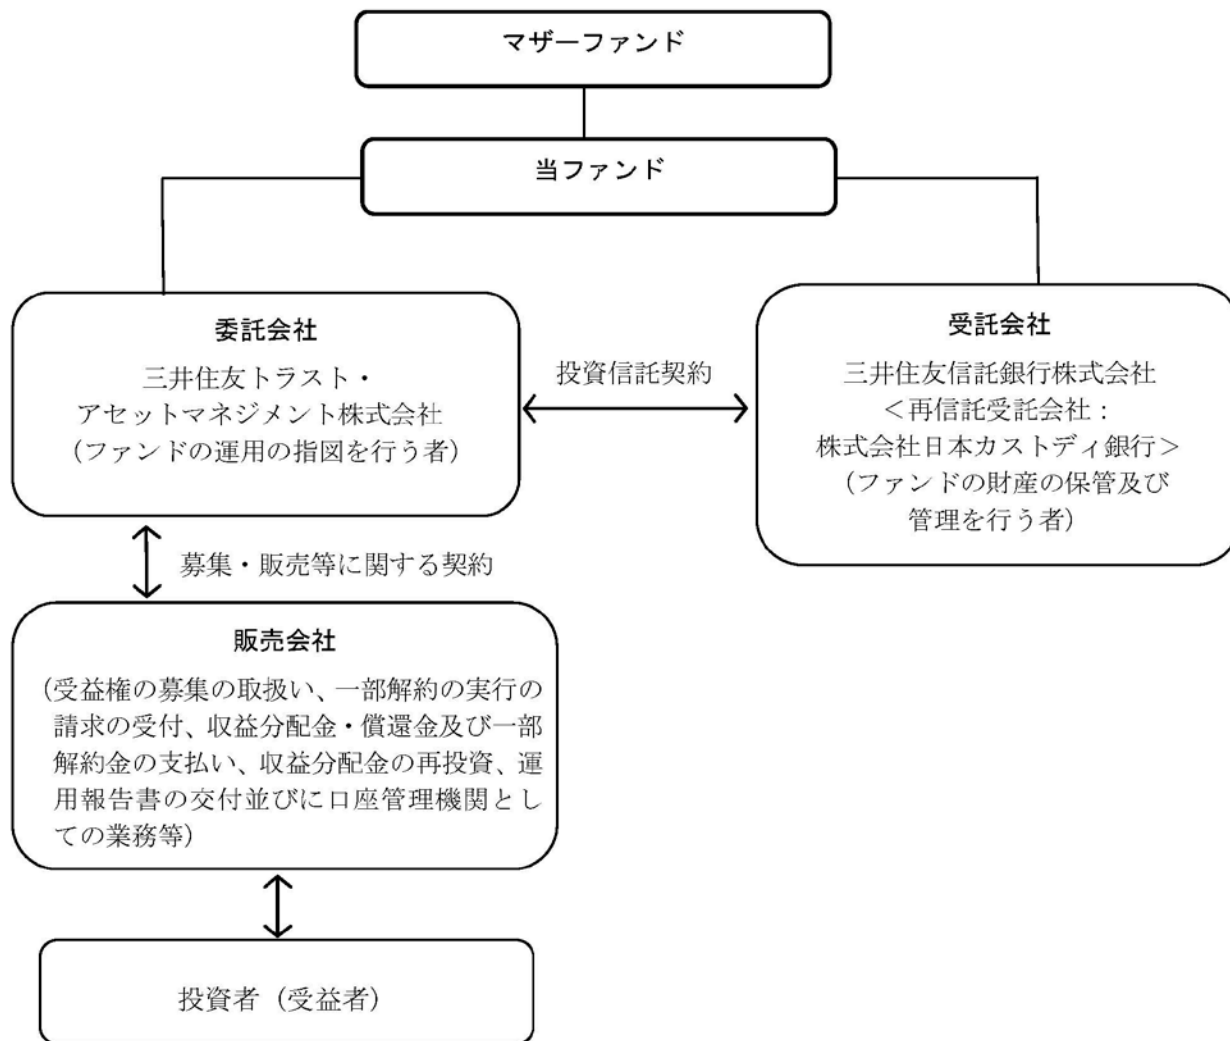 マザーファンド
当ファンド
委託会社
三井住友トラスト・
アセットマネジメント株式会社
(ファンドの運用の指図を行う者)
投資信託契約
受託会社
三井住友信託銀行株式会社
<再信託受託会社:
株式会社日本カストディ銀行>
(ファンドの財産の保管及び
管理を行う者)
募集・販売等に関する契約
販売会社
(受益権の募集の取扱い、一部解約の実行の
請求の受付、収益分配金・償還金及び一部
解約金の支払い、収益分配金の再投資、運
用報告書の交付並びに口座管理機関とし
ての業務等)
投資者(受益者)